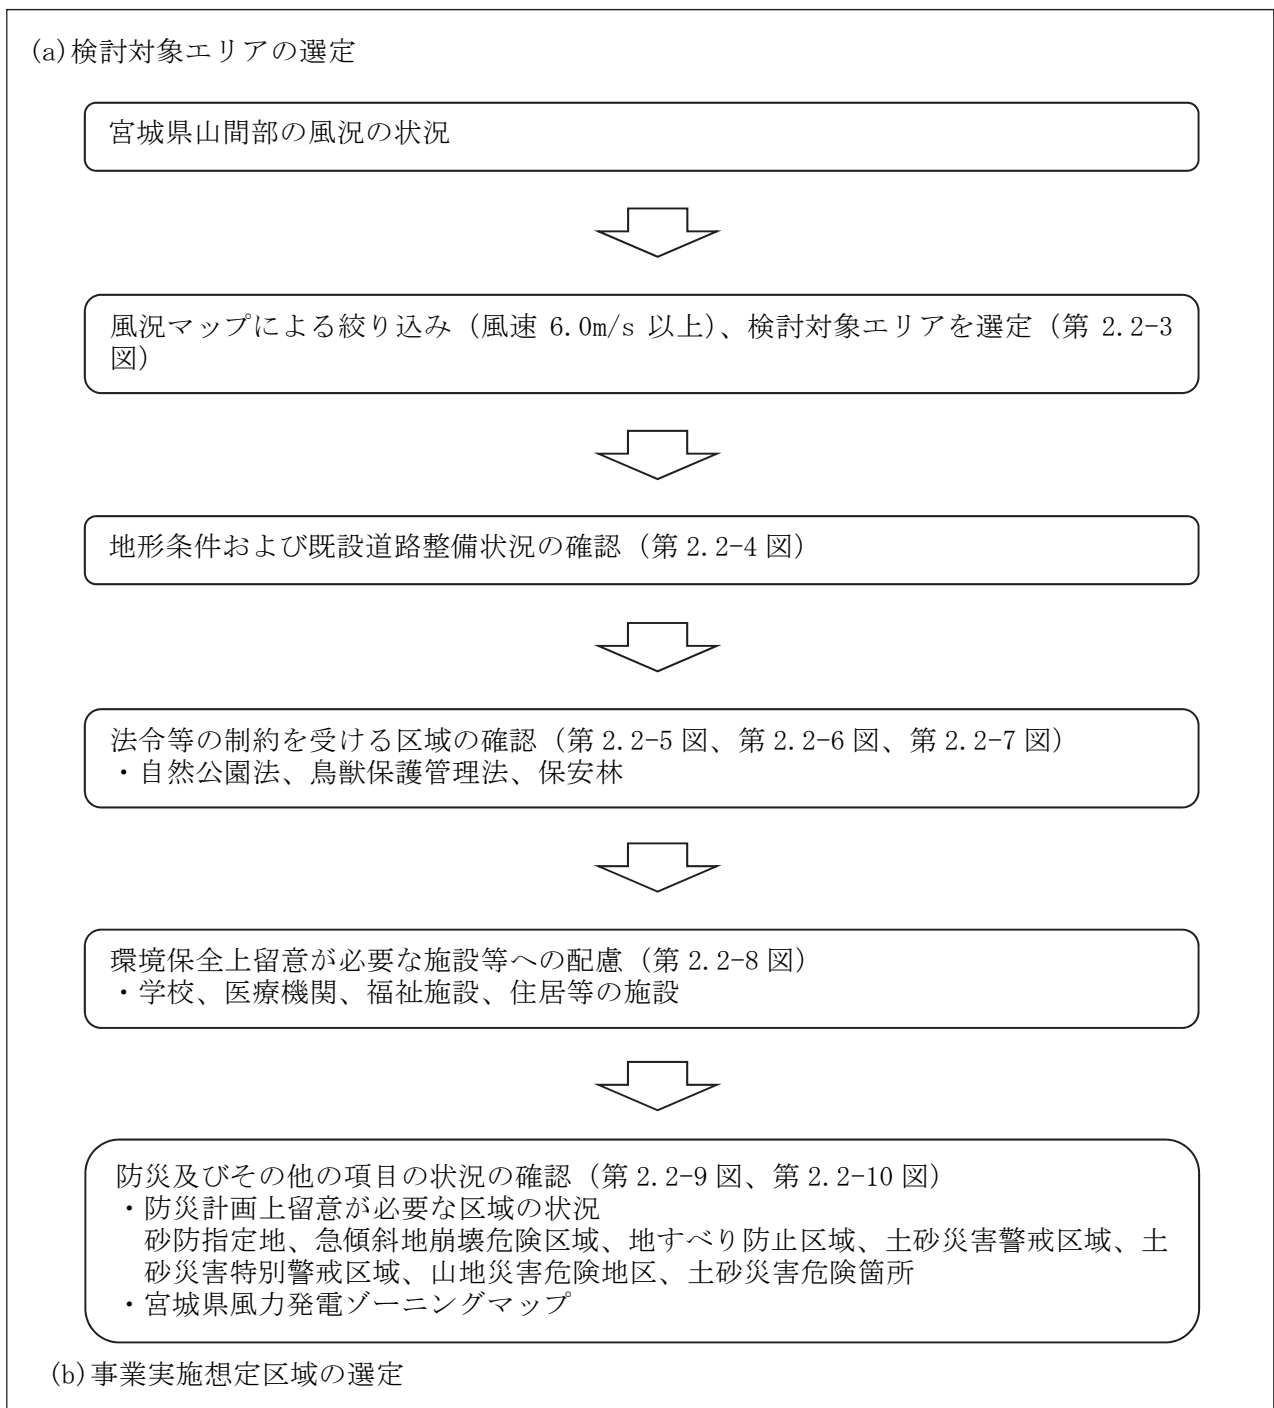 (a)検討対象エリアの選定
宮城県山間部の風況の状況
風況マップによる絞り込み（風速 6.0m/s 以上）、検討対象エリアを選定（第 2.2-3
図）
地形条件および既設道路整備状況の確認（第 2.2-4 図）
法令等の制約を受ける区域の確認（第 2.2-5 図、第 2.2-6 図、第 2.2-7 図）
・自然公園法、鳥獣保護管理法、保安林
環境保全上留意が必要な施設等への配慮（第 2.2-8 図）
・学校、医療機関、福祉施設、住居等の施設
防災及びその他の項目の状況の確認（第 2.2-9 図、第 2.2-10 図）
・防災計画上留意が必要な区域の状況
砂防指定地、急傾斜地崩壊危険区域、地すべり防止区域、土砂災害警戒区域、土
砂災害特別警戒区域、山地災害危険地区、土砂災害危険箇所
・宮城県風力発電ゾーニングマップ
(b)事業実施想定区域の選定